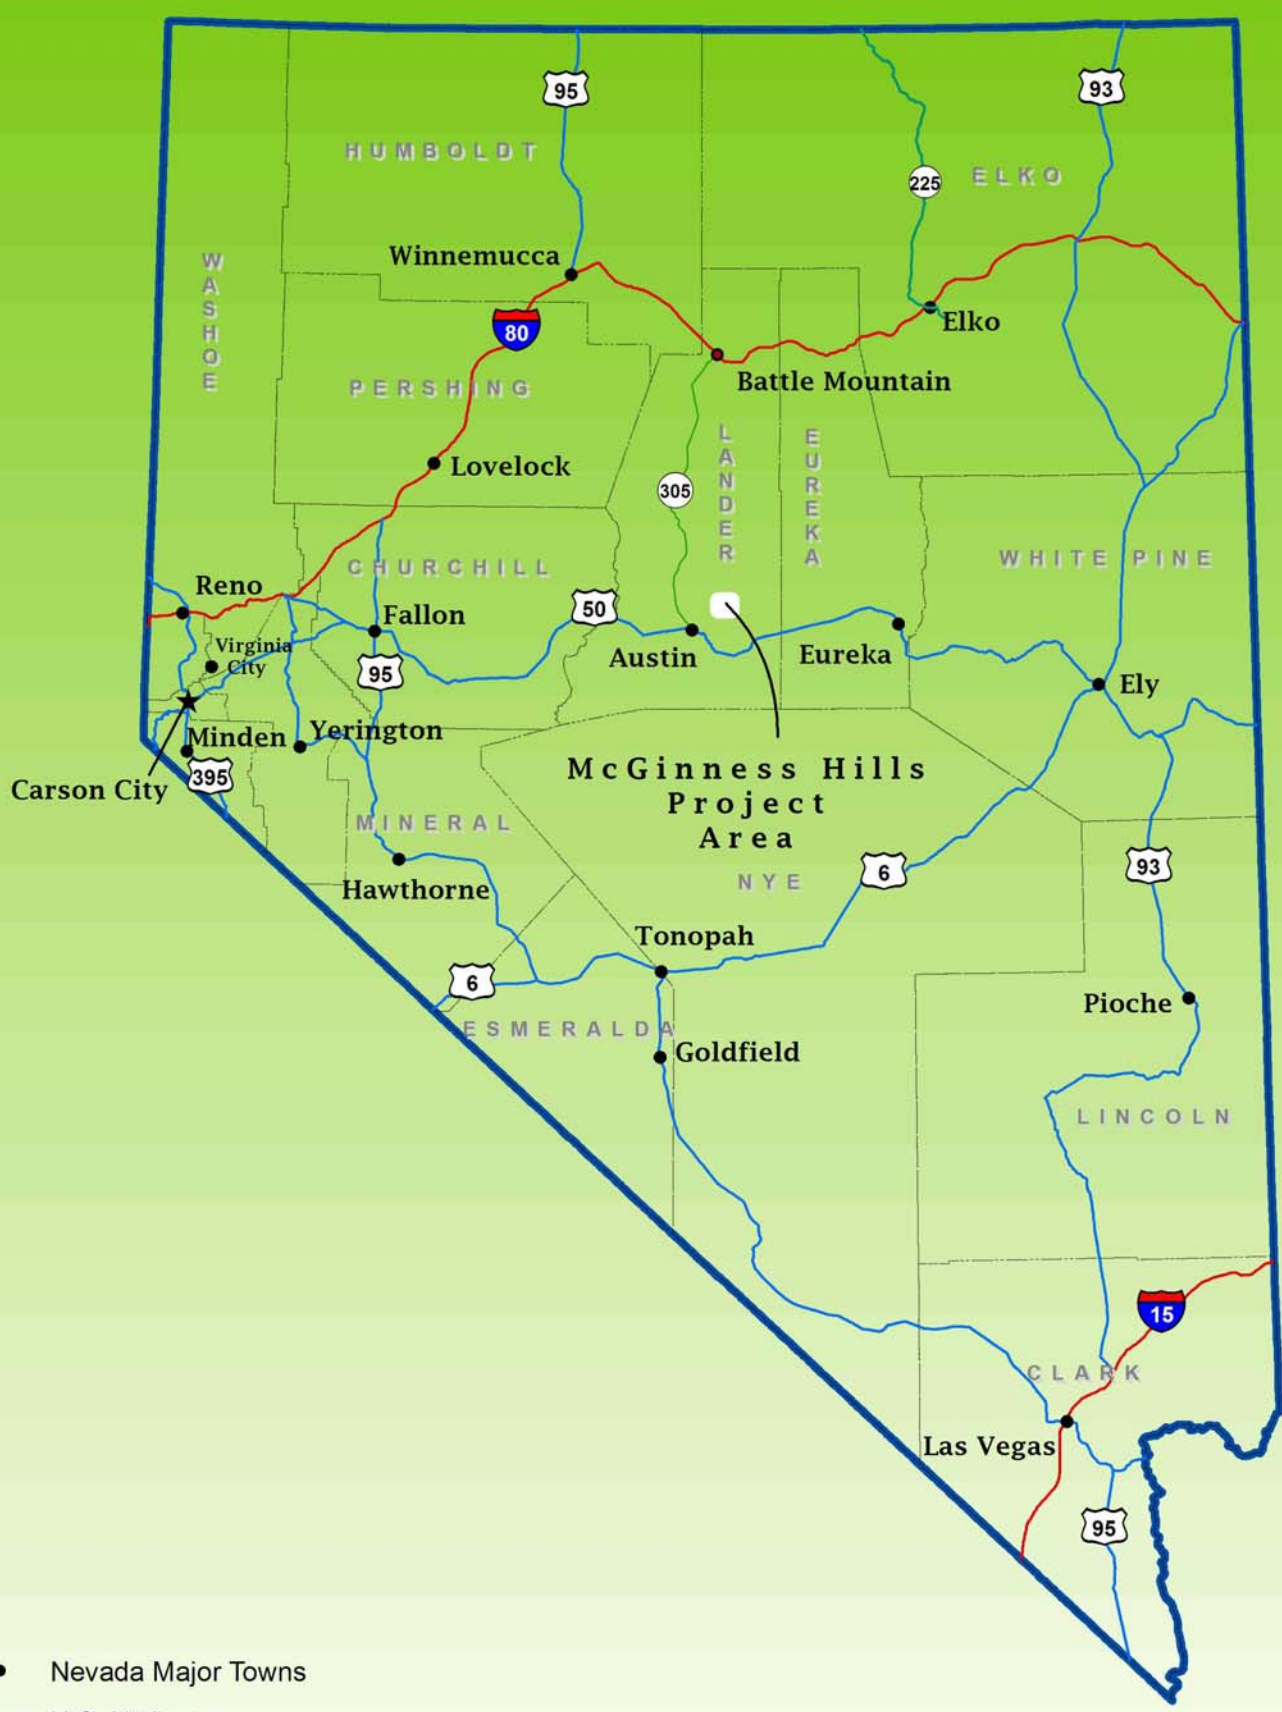 95
93
HUMBOLDT
225
ELKO
WASHOE
Winnemucca
80
Elko
PERSHING
Battle Mountain
LANDER
EUREKA
Lovelock
305
WHITE PINE
CHURCHILL
Reno
50
Fallon
Virginia
City
Austin
Eureka
95
Ely
Minden
Yerington
395
Carson City
McGinness Hills
Project
Area
MINERAL
6
93
NYE
Hawthorne
Tonopah
6
Pioche
ESMERALDA
Goldfield
LINCOLN
15
CLARK
Las Vegas
95
Nevada Major Towns